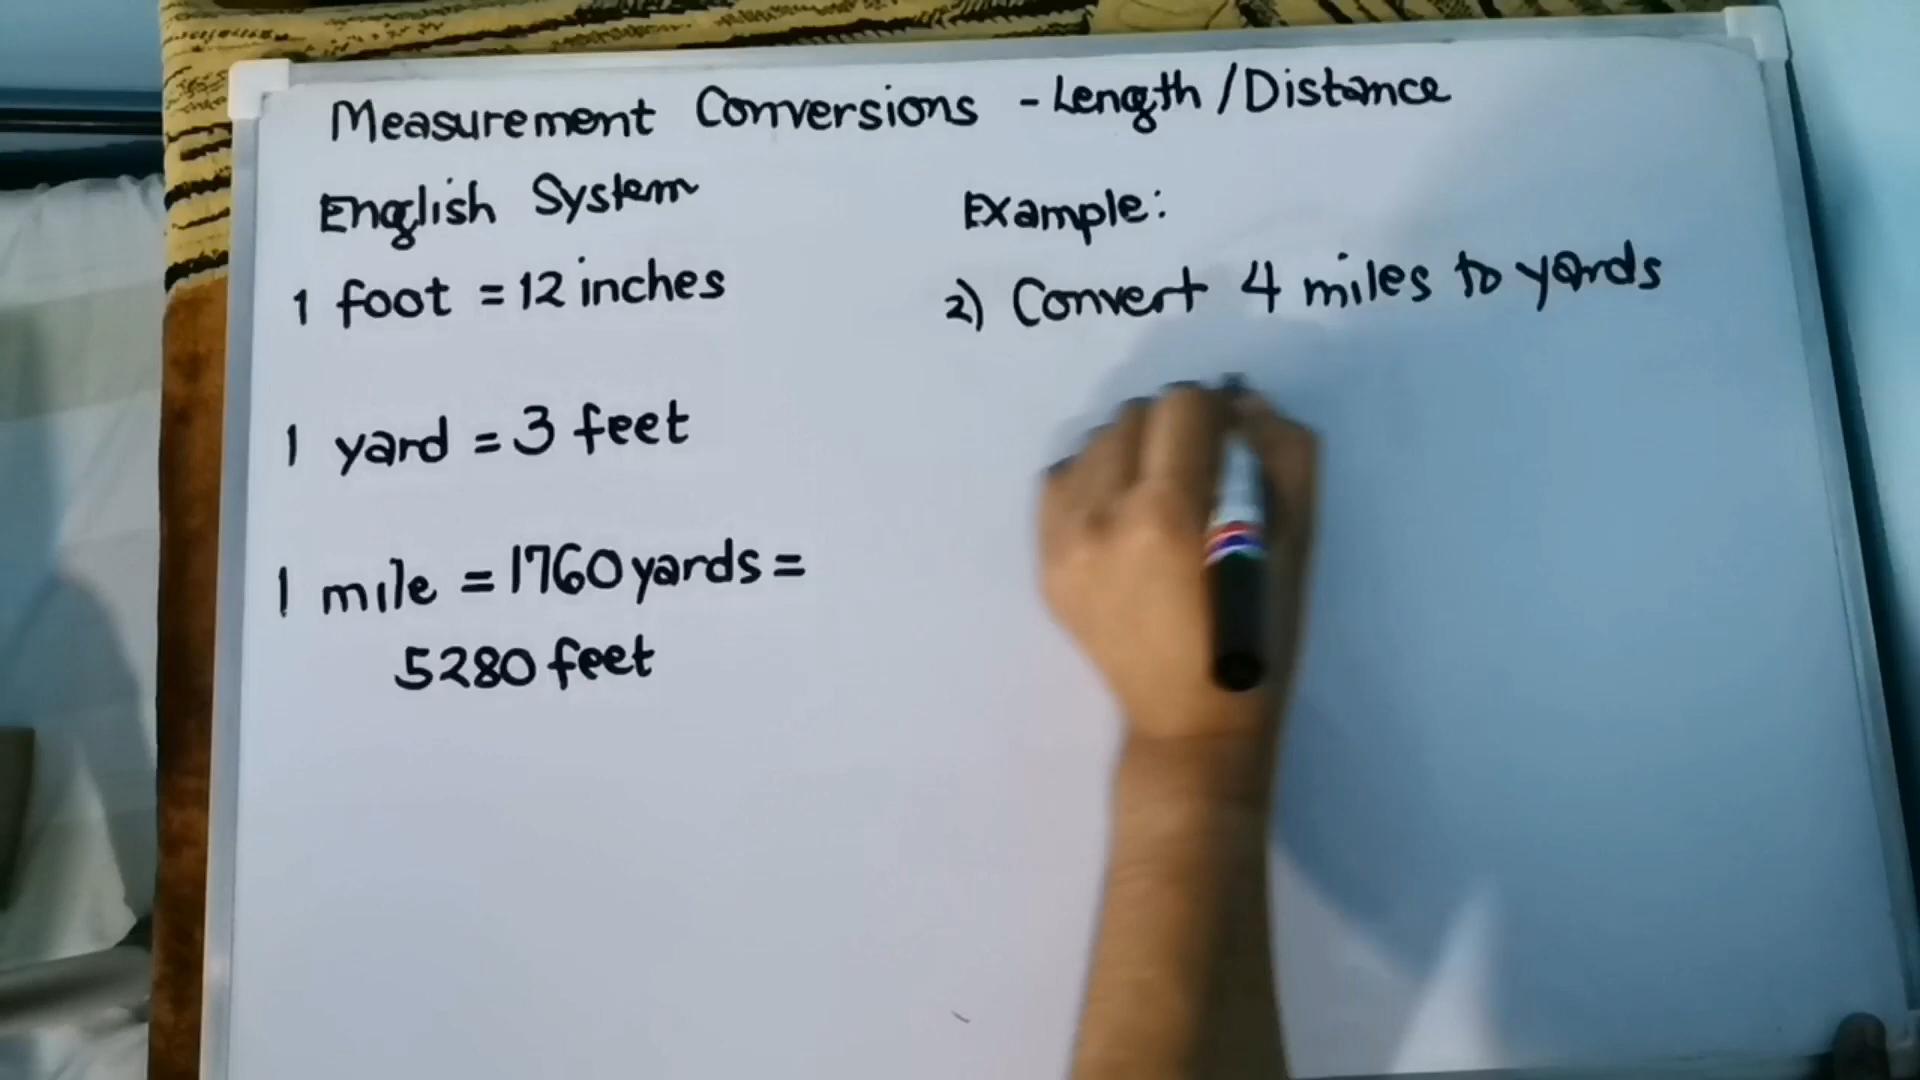 Measurement Conversions - Length / Distance
English System
1 foot = 12 inches
1 yard = 3 feet
1 mile = 1760 yards =
5280 feet
Example:
2) Convert 4 miles to yards